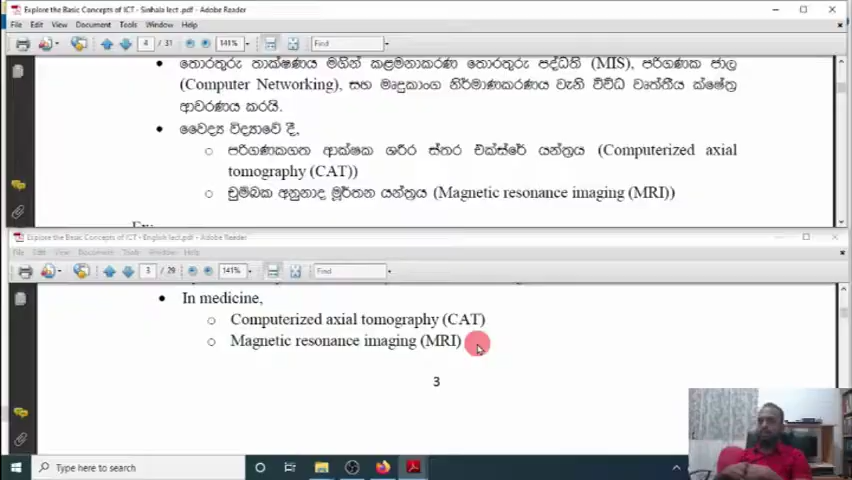 Explore the Basic Concepts of ICT - Sinhala lect .pdf - Adobe Reader
File Edit View Document Tools Window Help
4 / 31 141% Find
• තොරතුරු තාක්ෂණය මගින් කළමනාකරණ තොරතුරු පද්ධති (MIS), පරිගණක ජාල
(Computer Networking), සහ මෘදුකාංග නිර්මාණකරණය වැනි විවිධ වෘත්තීය ක්ෂේත්‍ර
ආවරණය කරයි.
• වෛද්‍ය විද්‍යාවේ දී,
○ පරිගණකගත ආක්ෂක ශරීර ස්තර එක්ස්රේ යන්ත්‍රය (Computerized axial
tomography (CAT))
○ චුම්බක අනුනාද මූර්තන යන්ත්‍රය (Magnetic resonance imaging (MRI))
Explore the Basic Concepts of ICT - English lect.pdf - Adobe Reader
File Edit View Document Tools Window Help
3 / 29 141% Find
• In medicine,
○ Computerized axial tomography (CAT)
○ Magnetic resonance imaging (MRI)
3
Type here to search